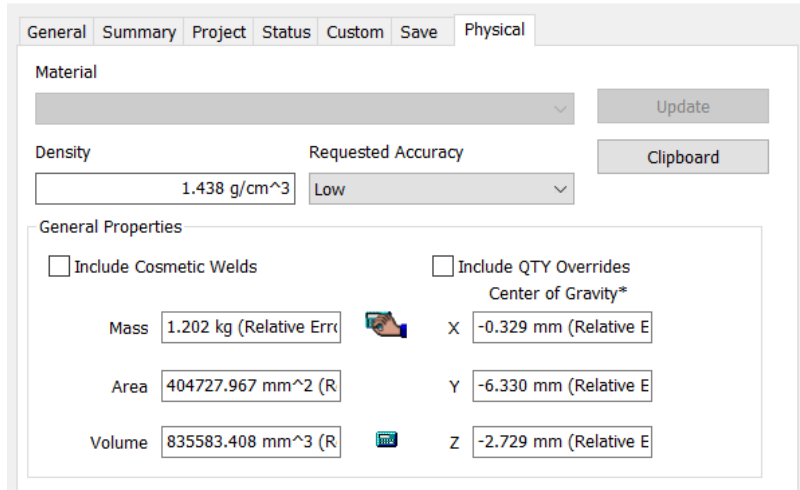 General Summary Project Status Custom Save Physical
Material
Update
Density Requested Accuracy Clipboard
1.438 g/cm^3 Low
General Properties
Include Cosmetic Welds Include QTY Overrides
Center of Gravity*
Mass 1.202 kg (Relative Erro X -0.329 mm (Relative E
Area 404727.967 mm^2 (R Y -6.330 mm (Relative E
Volume 835583.408 mm^3 (R Z -2.729 mm (Relative E